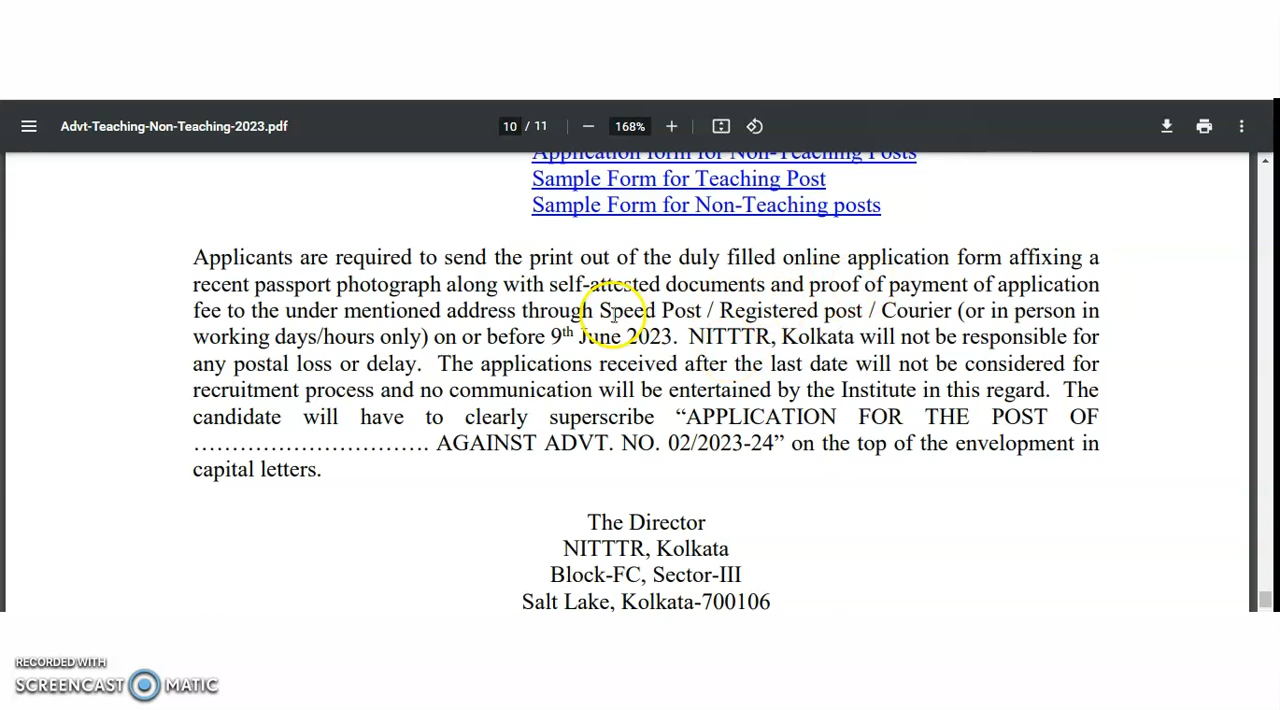 Advt-Teaching-Non-Teaching-2023.pdf
10 / 11
168%
Application form for Non-Teaching Posts
Sample Form for Teaching Post
Sample Form for Non-Teaching posts
Applicants are required to send the print out of the duly filled online application form affixing a
recent passport photograph along with self-attested documents and proof of payment of application
fee to the under mentioned address through Speed Post / Registered post / Courier (or in person in
working days/hours only) on or before 9th June 2023. NITTTR, Kolkata will not be responsible for
any postal loss or delay. The applications received after the last date will not be considered for
recruitment process and no communication will be entertained by the Institute in this regard. The
candidate will have to clearly superscribe “APPLICATION FOR THE POST OF
…………………………. AGAINST ADVT. NO. 02/2023-24” on the top of the envelopment in
capital letters.
The Director
NITTTR, Kolkata
Block-FC, Sector-III
Salt Lake, Kolkata-700106
RECORDED WITH
SCREENCAST MATIC